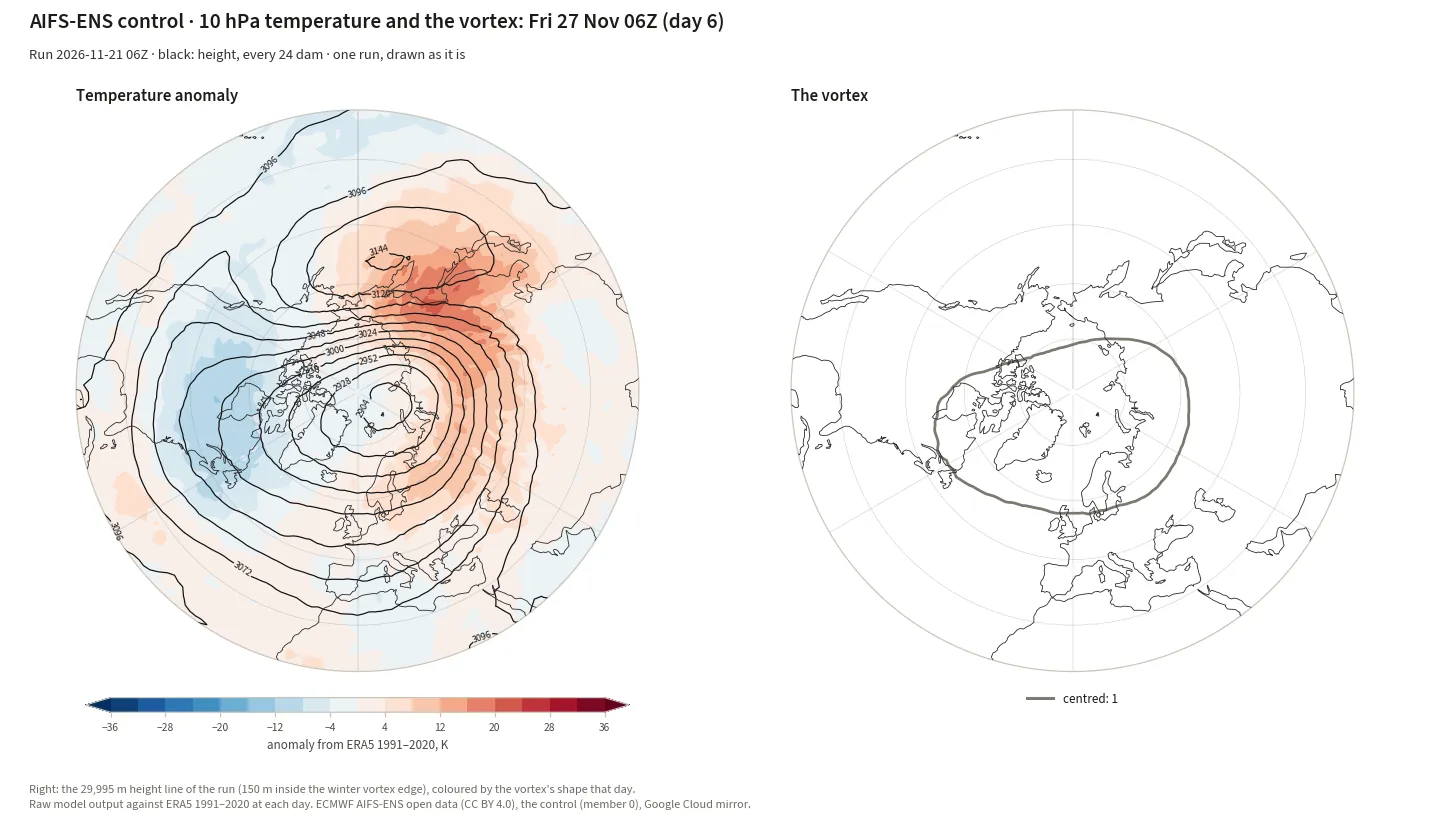 AIFS-ENS control · 10 hPa temperature and the vortex: Fri 27 Nov 06Z (day 6)
Run 2026-11-21 06Z · black: height, every 24 dam · one run, drawn as it is
Temperature anomaly
The vortex
3096
3096
3144
3120
3048
3024
3000
2952
2928
2904
3096
3072
3096
centred: 1
−36
−28
−20
−12
−4
4
12
20
28
36
anomaly from ERA5 1991–2020, K
Right: the 29,995 m height line of the run (150 m inside the winter vortex edge), coloured by the vortex's shape that day.
Raw model output against ERA5 1991–2020 at each day. ECMWF AIFS-ENS open data (CC BY 4.0), the control (member 0), Google Cloud mirror.